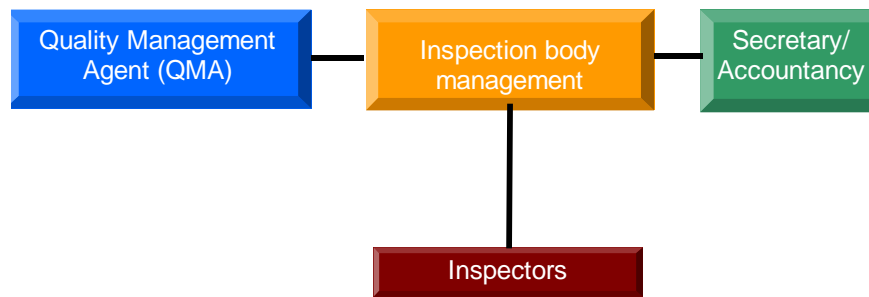 Quality Management
Agent (QMA)
Inspection body
management
Secretary/
Accountancy
Inspectors